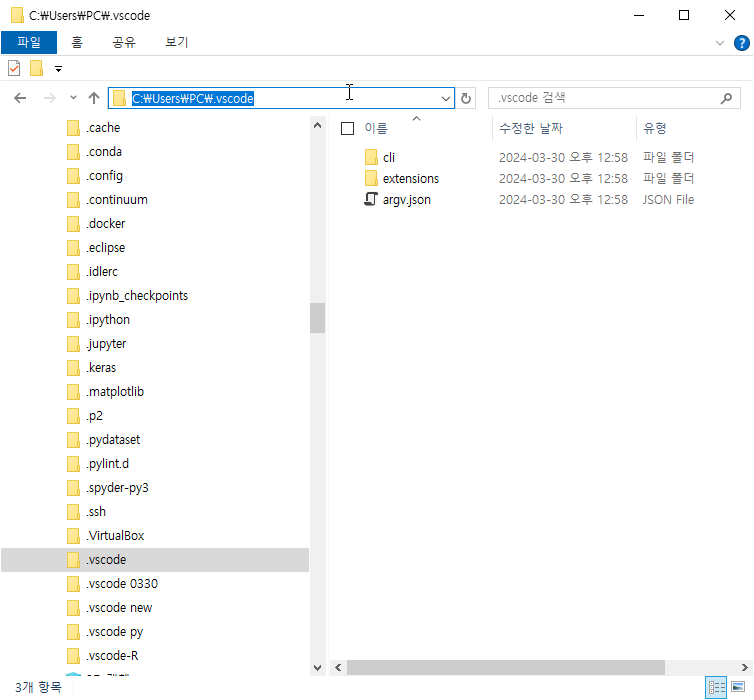 C:₩Users₩PC₩.vscode
파일 홈 공유 보기
C:₩Users₩PC₩.vscode .vscode 검색
.cache
.conda
.config
.continuum
.docker
.eclipse
.idlerc
.ipynb_checkpoints
.ipython
.jupyter
.keras
.matplotlib
.p2
.pydataset
.pylint.d
.spyder-py3
.ssh
.VirtualBox
.vscode
.vscode 0330
.vscode new
.vscode py
.vscode-R
이름 수정한 날짜 유형
cli 2024-03-30 오후 12:58 파일 폴더
extensions 2024-03-30 오후 12:58 파일 폴더
argv.json 2024-03-30 오후 12:58 JSON File
3개 항목